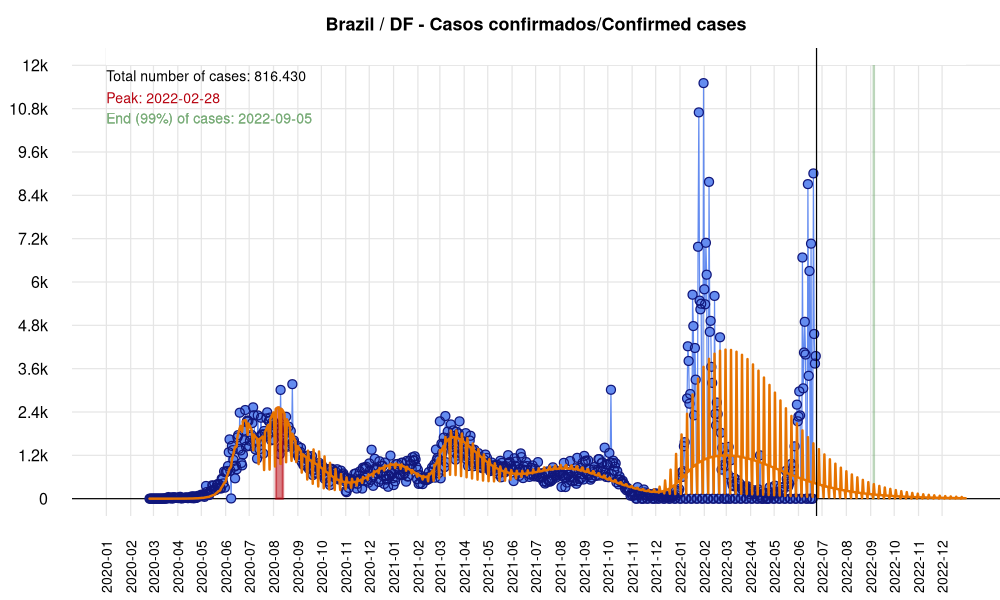 Brazil / DF - Casos confirmados/Confirmed cases
Total number of cases: 816.430
Peak: 2022-02-28
End (99%) of cases: 2022-09-05
12k
10.8k
9.6k
8.4k
7.2k
6k
4.8k
3.6k
2.4k
1.2k
0
2020-01
2020-02
2020-03
2020-04
2020-05
2020-06
2020-07
2020-08
2020-09
2020-10
2020-11
2020-12
2021-01
2021-02
2021-03
2021-04
2021-05
2021-06
2021-07
2021-08
2021-09
2021-10
2021-11
2021-12
2022-01
2022-02
2022-03
2022-04
2022-05
2022-06
2022-07
2022-08
2022-09
2022-10
2022-11
2022-12